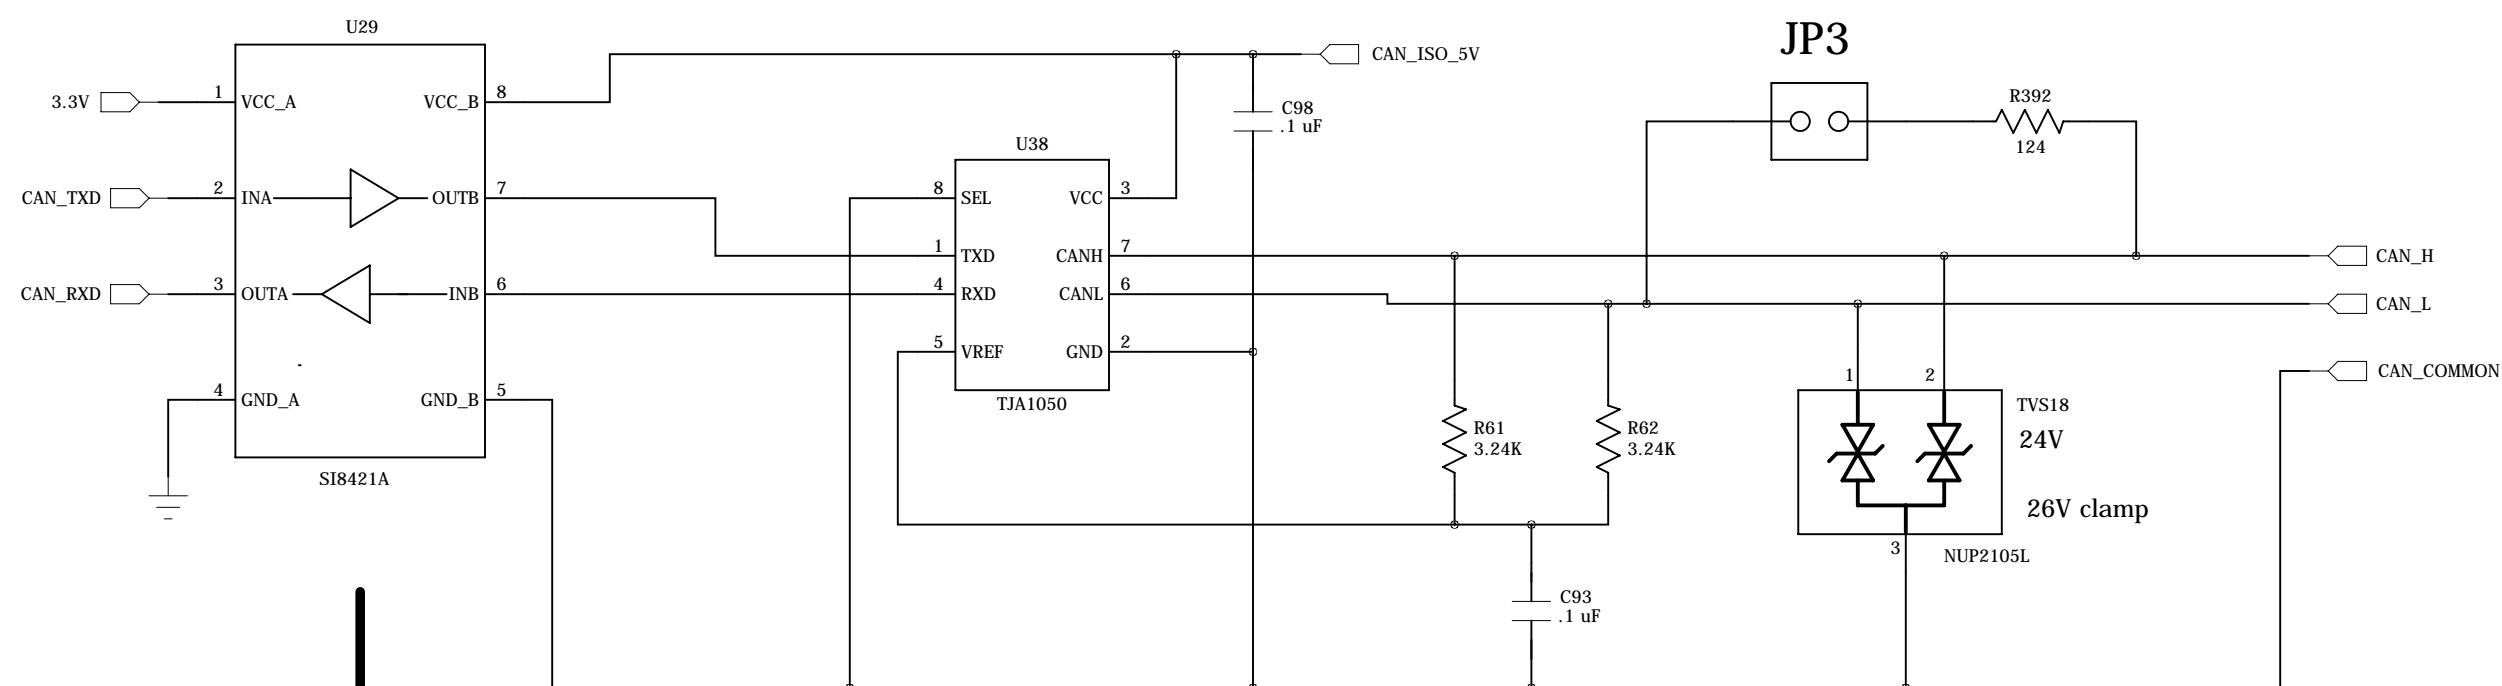 U29
3.3V
1
VCC_A
VCC_B
8
CAN_TXD
2
INA
OUTB
7
CAN_RXD
3
OUTA
INB
6
4
GND_A
GND_B
5
SI8421A
CAN_ISO_5V
C98
.1 uF
U38
8
SEL
VCC
3
1
TXD
CANH
7
4
RXD
CANL
6
5
VREF
GND
2
TJA1050
JP3
R392
124
CAN_H
CAN_L
CAN_COMMON
R61
3.24K
R62
3.24K
1
2
TVS18
24V
26V clamp
3
NUP2105L
C93
.1 uF